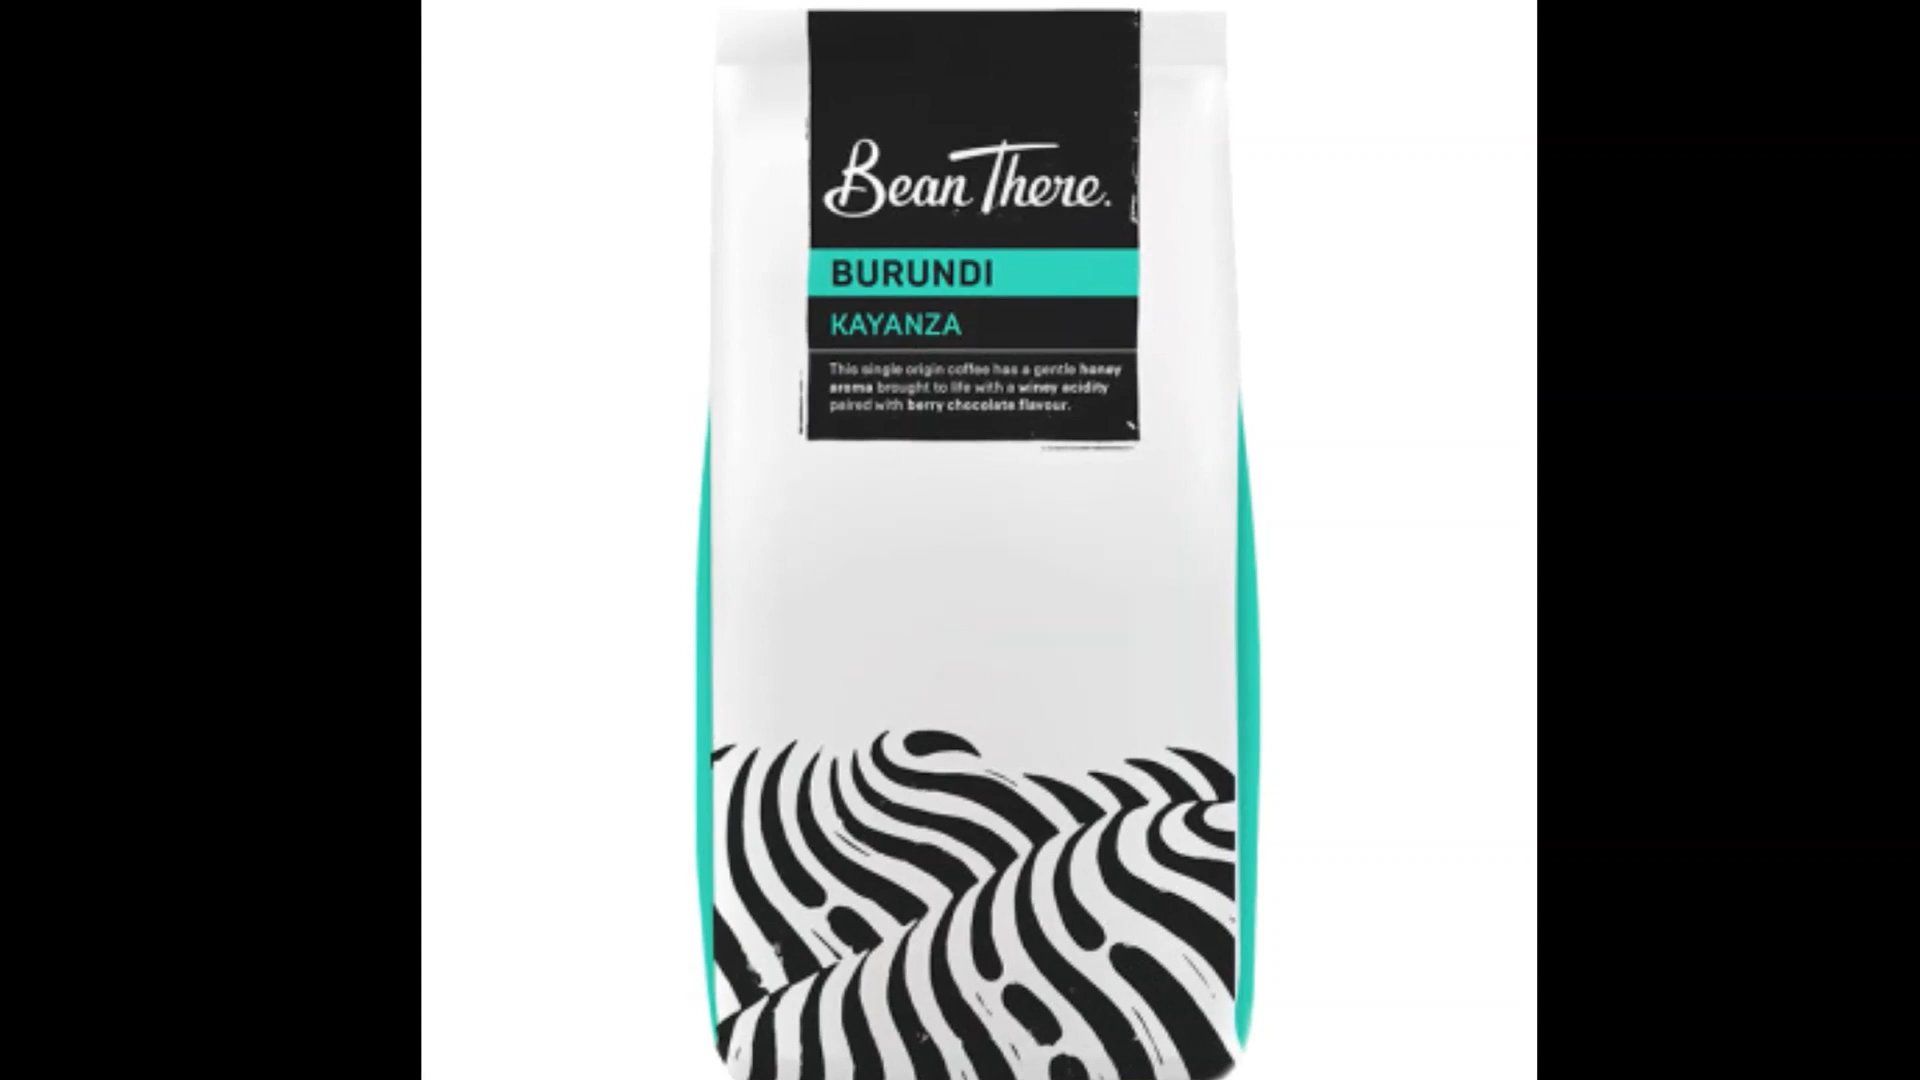 Bean There.
BURUNDI
KAYANZA
This single origin coffee has a gentle honey
aroma brought to life with a winey acidity
paired with berry chocolate flavour.